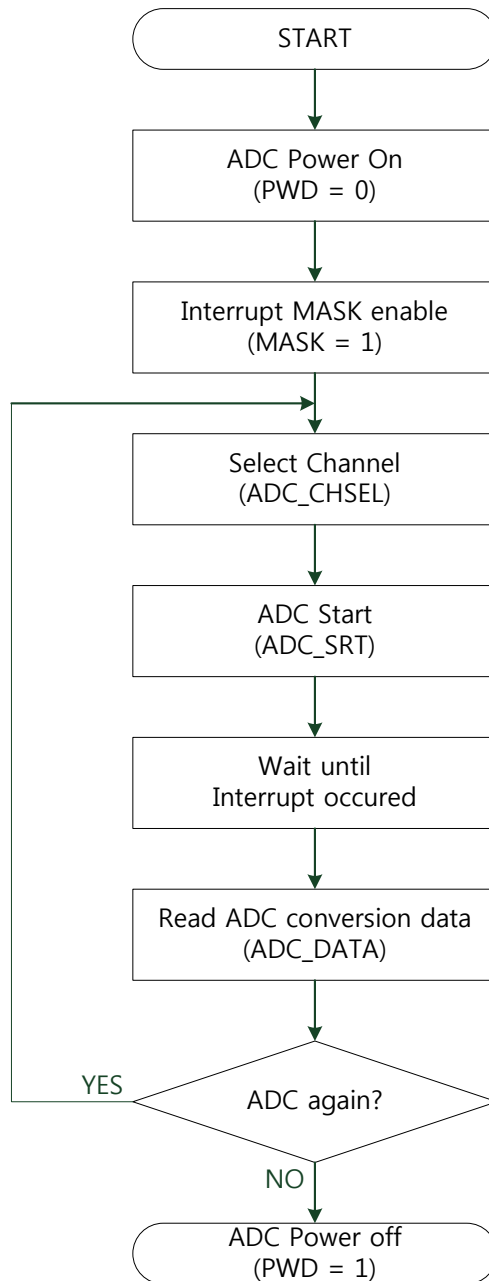 START
ADC Power On
(PWD = 0)
Interrupt MASK enable
(MASK = 1)
Select Channel
(ADC_CHSEL)
ADC Start
(ADC_SRT)
Wait until
Interrupt occured
Read ADC conversion data
(ADC_DATA)
YES
ADC again?
NO
ADC Power off
(PWD = 1)